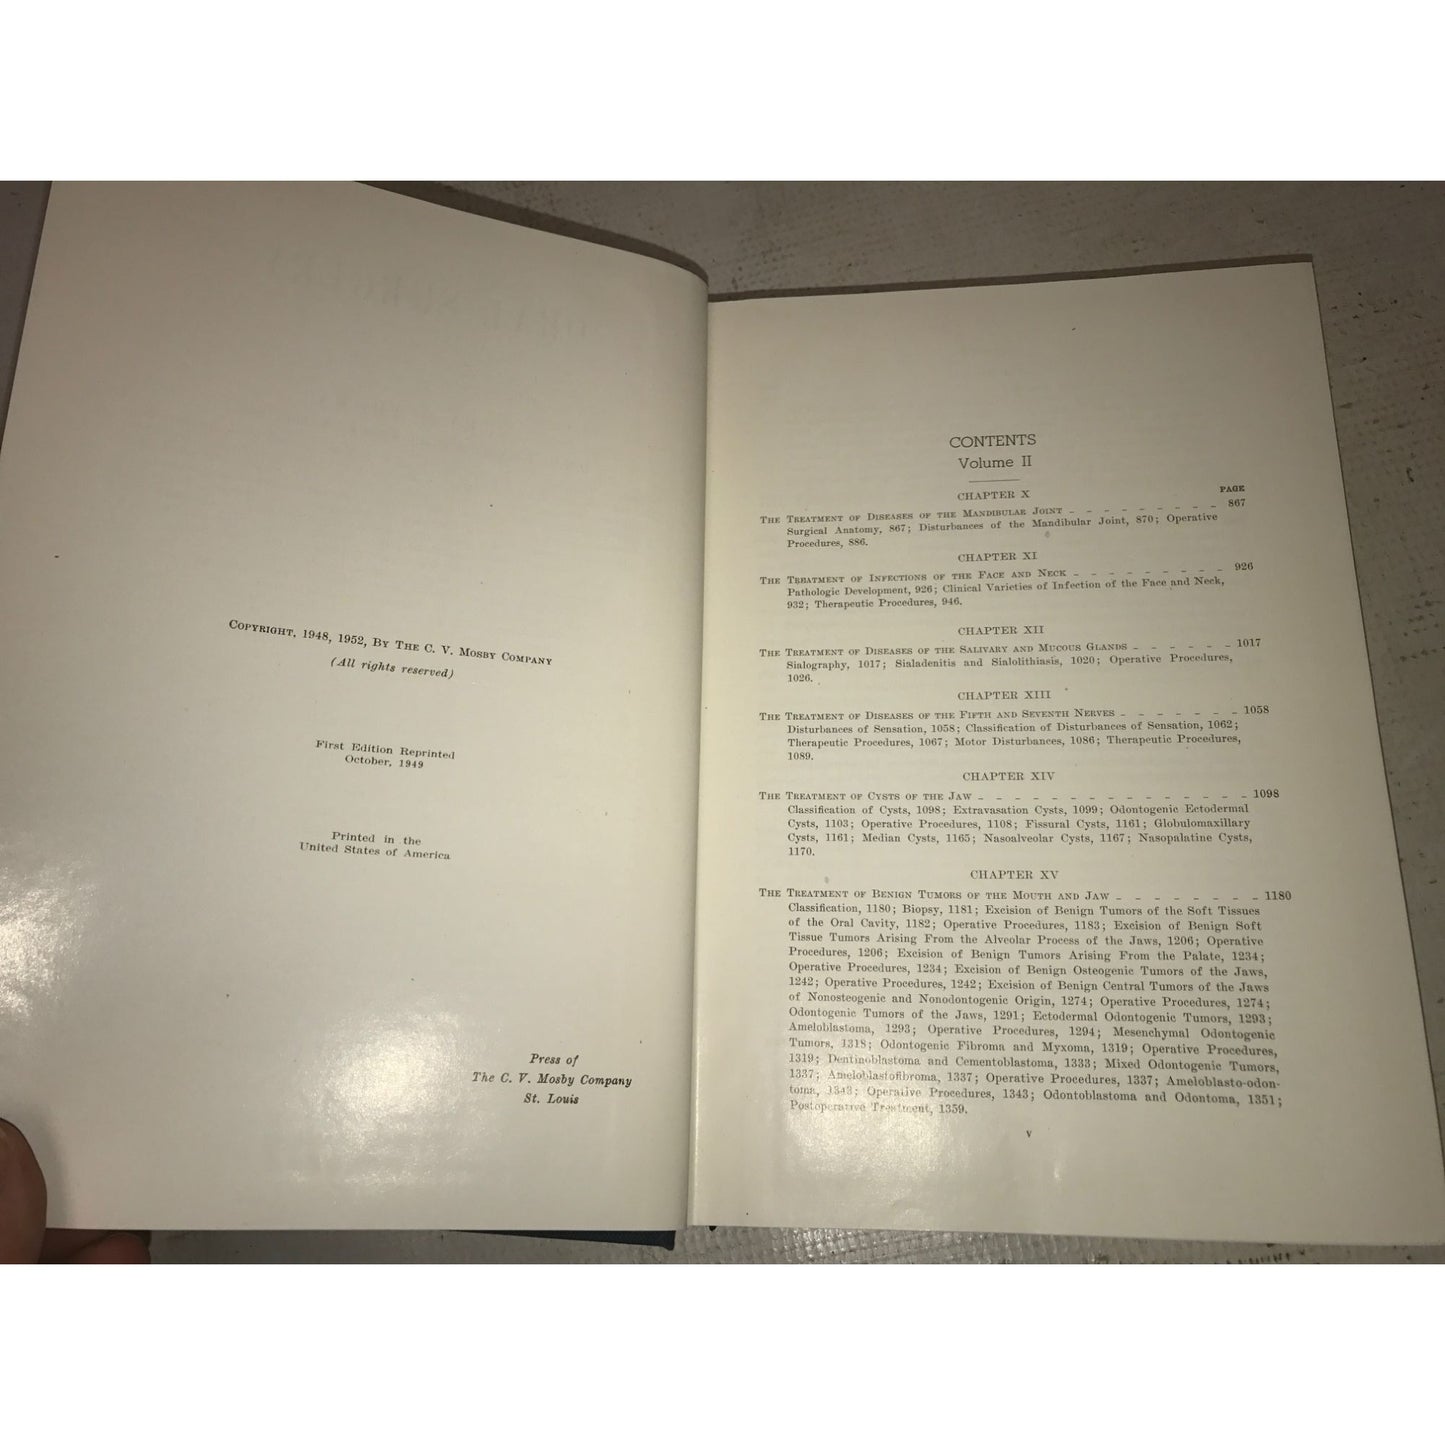 COPYRIGHT, 1948, 1952, BY THE C. V. MOSBY COMPANY
(All rights reserved)
First Edition Reprinted
October, 1949
Printed in the
United States of America
Press of
The C. V. Mosby Company
St. Louis
CONTENTS
Volume II
CHAPTER X
PAGE
THE TREATMENT OF DISEASES OF THE MANDIBULAR JOINT _ _ _ _ _ _ _ _ _ 867
Surgical Anatomy, 867; Disturbances of the Mandibular Joint, 870; Operative
Procedures, 886.
CHAPTER XI
THE TREATMENT OF INFECTIONS OF THE FACE AND NECK _ _ _ _ _ _ _ _ _ 926
Pathologic Development, 926; Clinical Varieties of Infection of the Face and Neck,
932; Therapeutic Procedures, 946.
CHAPTER XII
THE TREATMENT OF DISEASES OF THE SALIVARY AND MUCOUS GLANDS _ _ _ _ _ _ 1017
Sialography, 1017; Sialadenitis and Sialolithiasis, 1020; Operative Procedures,
1026.
CHAPTER XIII
THE TREATMENT OF DISEASES OF THE FIFTH AND SEVENTH NERVES _ _ _ _ _ _ _ 1058
Disturbances of Sensation, 1058; Classification of Disturbances of Sensation, 1062;
Therapeutic Procedures, 1067; Motor Disturbances, 1086; Therapeutic Procedures,
1089.
CHAPTER XIV
THE TREATMENT OF CYSTS OF THE JAW _ _ _ _ _ _ _ _ _ _ _ _ _ _ 1098
Classification of Cysts, 1098; Extravasation Cysts, 1099; Odontogenic Ectodermal
Cysts, 1103; Operative Procedures, 1108; Fissural Cysts, 1161; Globulomaxillary
Cysts, 1161; Median Cysts, 1165; Nasoalveolar Cysts, 1167; Nasopalatine Cysts,
1170.
CHAPTER XV
THE TREATMENT OF BENIGN TUMORS OF THE MOUTH AND JAW _ _ _ _ _ _ _ _ 1180
Classification, 1180; Biopsy, 1181; Excision of Benign Tumors of the Soft Tissues
of the Oral Cavity, 1182; Operative Procedures, 1183; Excision of Benign Soft
Tissue Tumors Arising From the Alveolar Process of the Jaws, 1206; Operative
Procedures, 1206; Excision of Benign Tumors Arising From the Palate, 1234;
Operative Procedures, 1234; Excision of Benign Osteogenic Tumors of the Jaws,
1242; Operative Procedures, 1242; Excision of Benign Central Tumors of the Jaws
of Nonosteogenic and Nonodontogenic Origin, 1274; Operative Procedures, 1274;
Odontogenic Tumors of the Jaws, 1291; Ectodermal Odontogenic Tumors, 1293;
Ameloblastoma, 1293; Operative Procedures, 1294; Mesenchymal Odontogenic
Tumors, 1318; Odontogenic Fibroma and Myxoma, 1319; Operative Procedures,
1319; Dentinoblastoma and Cementoblastoma, 1333; Mixed Odontogenic Tumors,
1337; Ameloblastofibroma, 1337; Operative Procedures, 1337; Ameloblasto-odon-
toma, 1343; Operative Procedures, 1343; Odontoblastoma and Odontoma, 1351;
Postoperative Treatment, 1359.
v